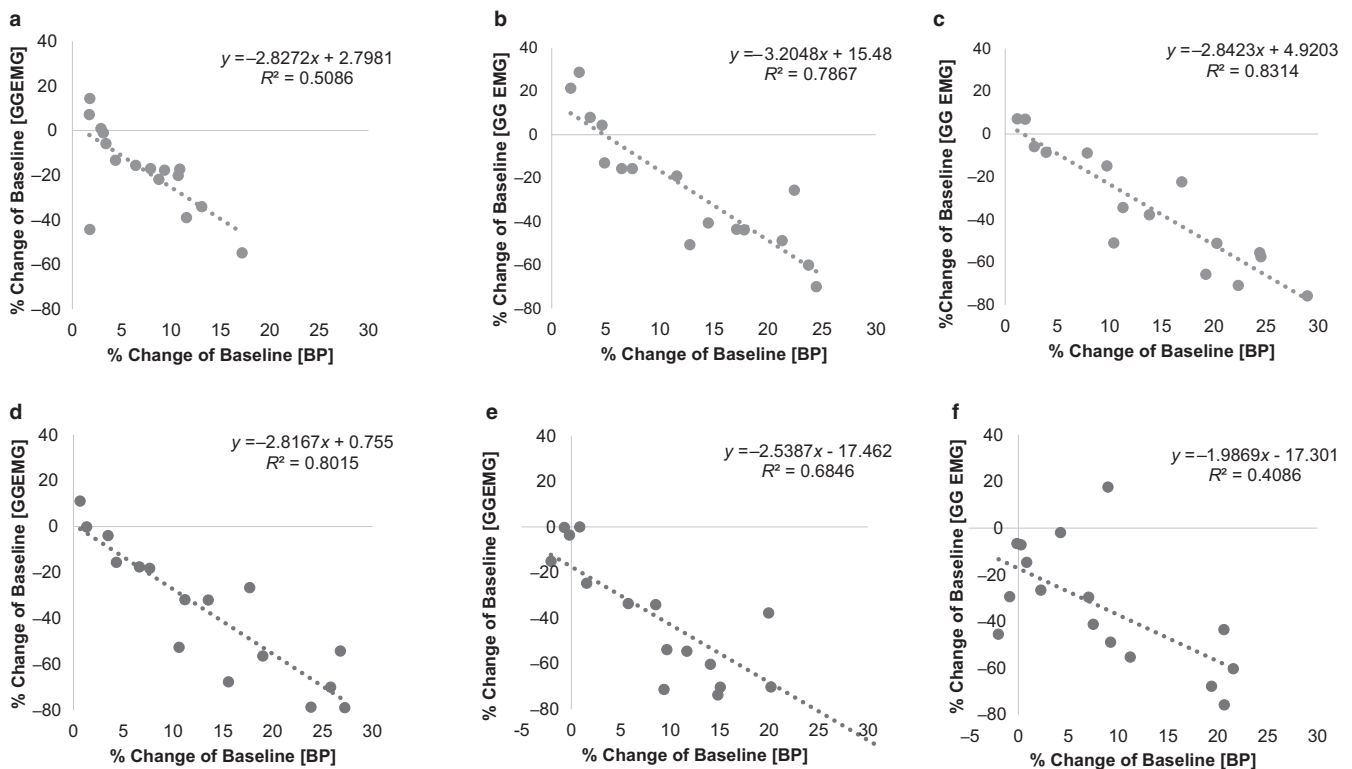 a
y =–2.8272x + 2.7981
R² = 0.5086
% Change of Baseline [GGEMG]
40
20
0
–20
–40
–60
–80
0 5 10 15 20 25 30
% Change of Baseline [BP]
b
y =–3.2048x + 15.48
R² = 0.7867
% Change of Baseline [GG EMG]
40
20
0
–20
–40
–60
–80
0 5 10 15 20 25 30
% Change of Baseline [BP]
c
y =–2.8423x + 4.9203
R² = 0.8314
%Change of Baseline [GG EMG]
40
20
0
–20
–40
–60
–80
0 5 10 15 20 25 30
% Change of Baseline [BP]
d
y =–2.8167x + 0.755
R² = 0.8015
% Change of Baseline [GGEMG]
40
20
0
–20
–40
–60
–80
0 5 10 15 20 25 30
% Change of Baseline [BP]
e
y =–2.5387x - 17.462
R² = 0.6846
% Change of Baseline [GGEMG]
40
20
0
–20
–40
–60
–80
-5 0 5 10 15 20 25 30
% Change of Baseline [BP]
f
y =–1.9869x - 17.301
R² = 0.4086
% Change of Baseline [GG EMG]
40
20
0
–20
–40
–60
–80
–5 0 5 10 15 20 25 30
% Change of Baseline [BP]